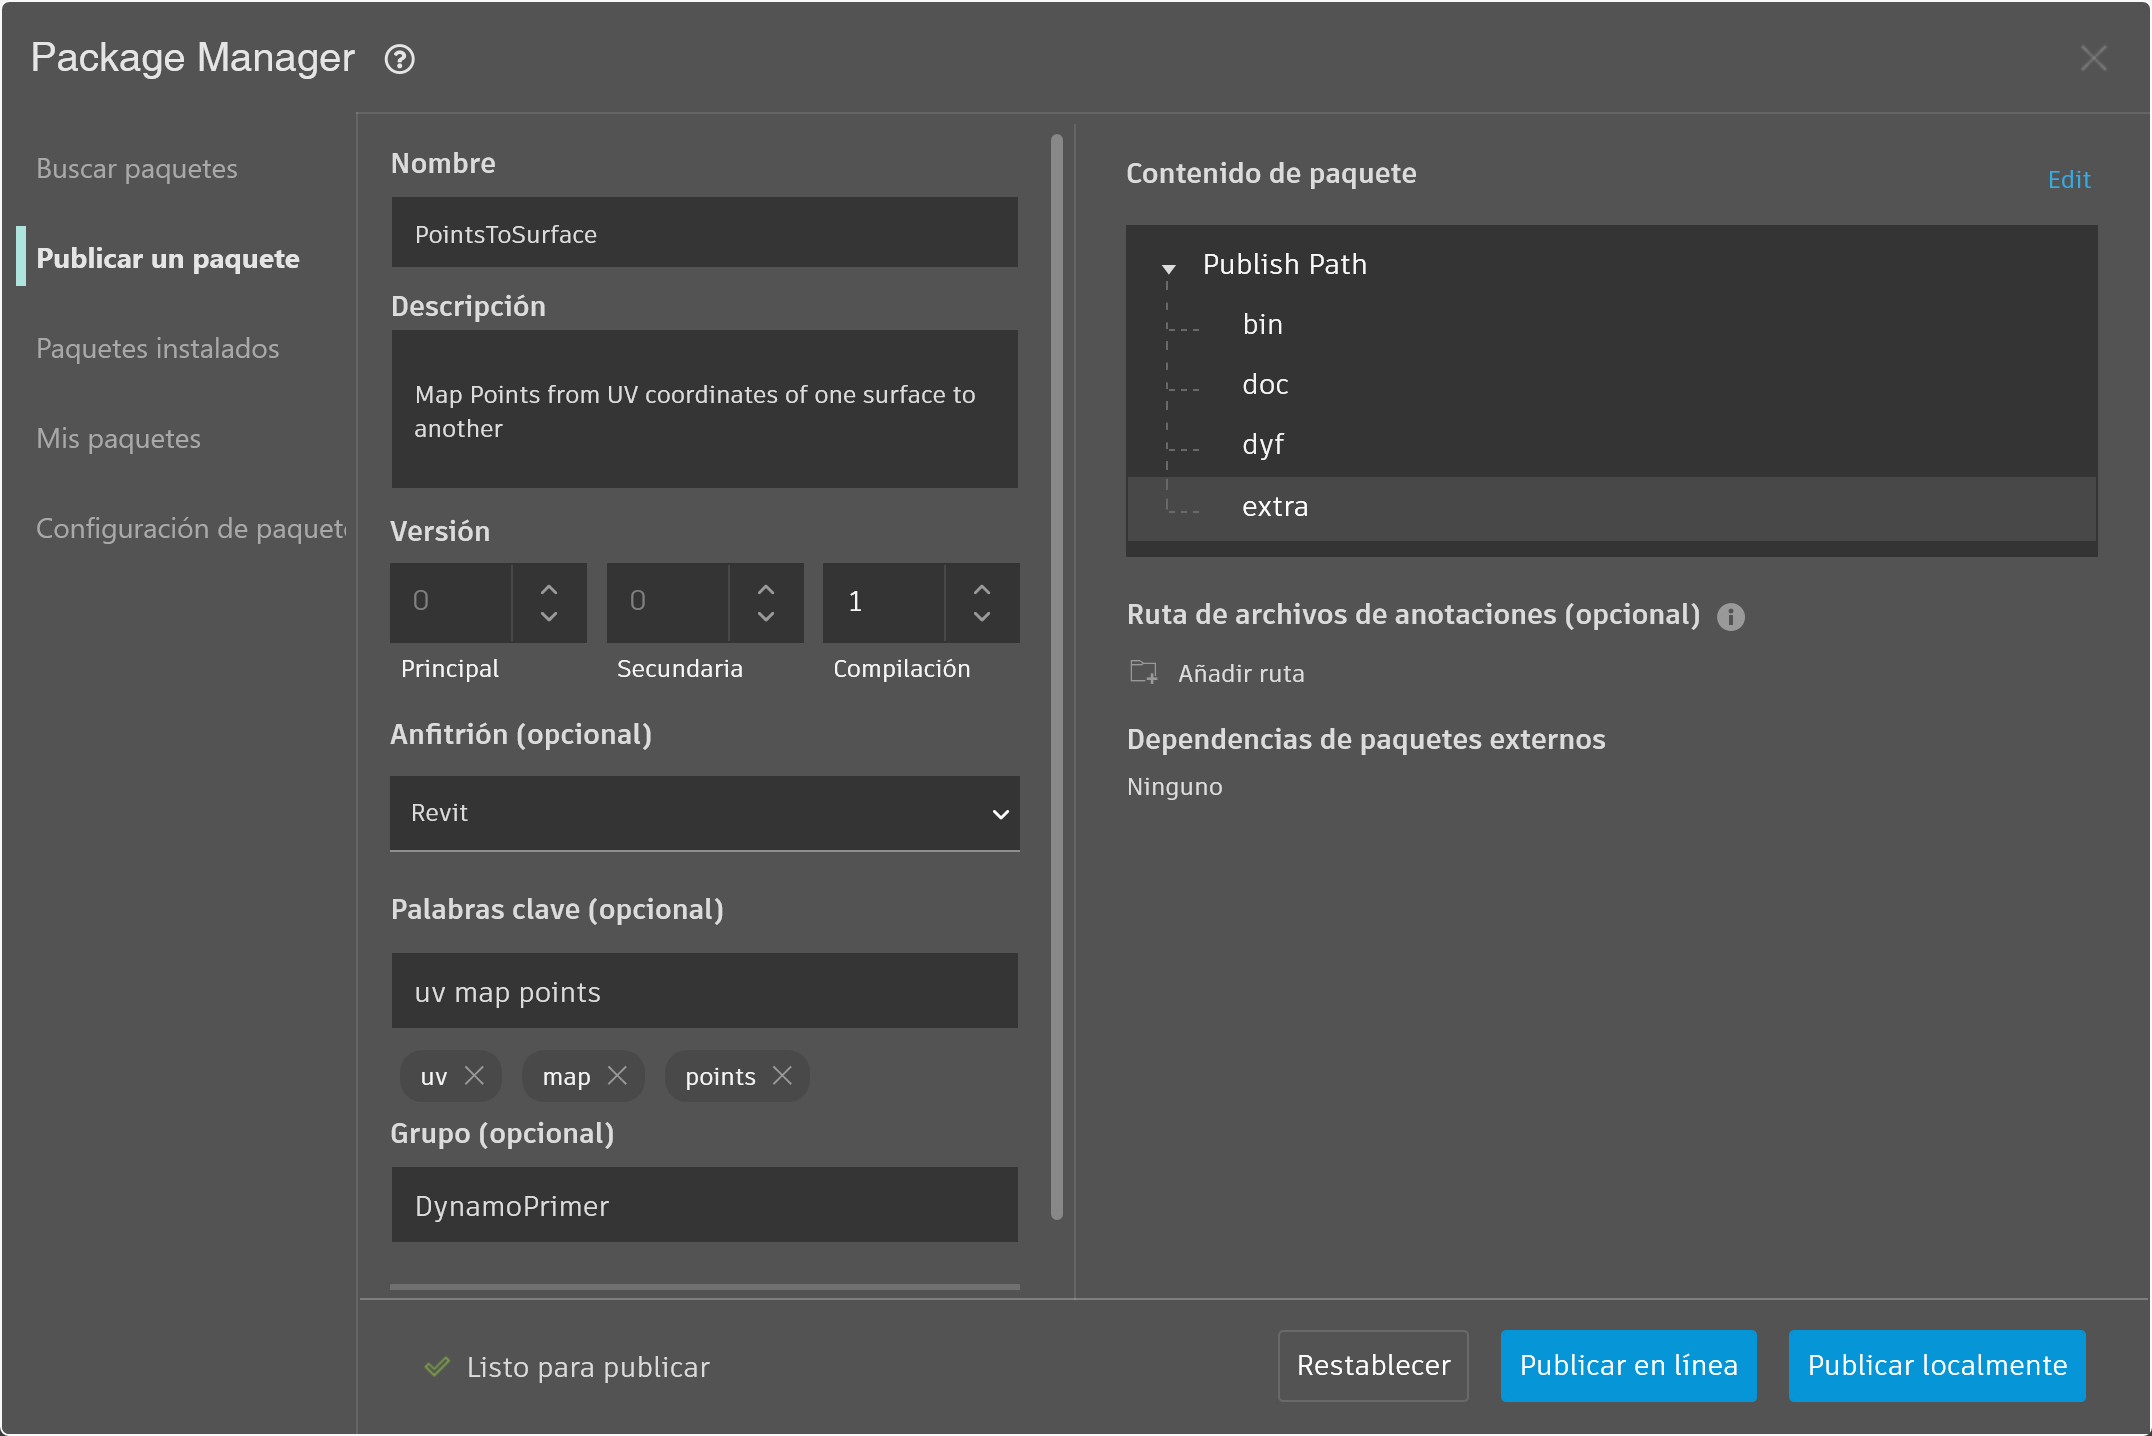 Package Manager
Buscar paquetes
Publicar un paquete
Paquetes instalados
Mis paquetes
Configuración de paquet
Nombre
PointsToSurface
Descripción
Map Points from UV coordinates of one surface to
another
Versión
0
0
1
Principal
Secundaria
Compilación
Anfitrión (opcional)
Revit
Palabras clave (opcional)
uv map points
uv
map
points
Grupo (opcional)
DynamoPrimer
Contenido de paquete
Edit
Publish Path
bin
doc
dyf
extra
Ruta de archivos de anotaciones (opcional)
Añadir ruta
Dependencias de paquetes externos
Ninguno
Listo para publicar
Restablecer
Publicar en línea
Publicar localmente